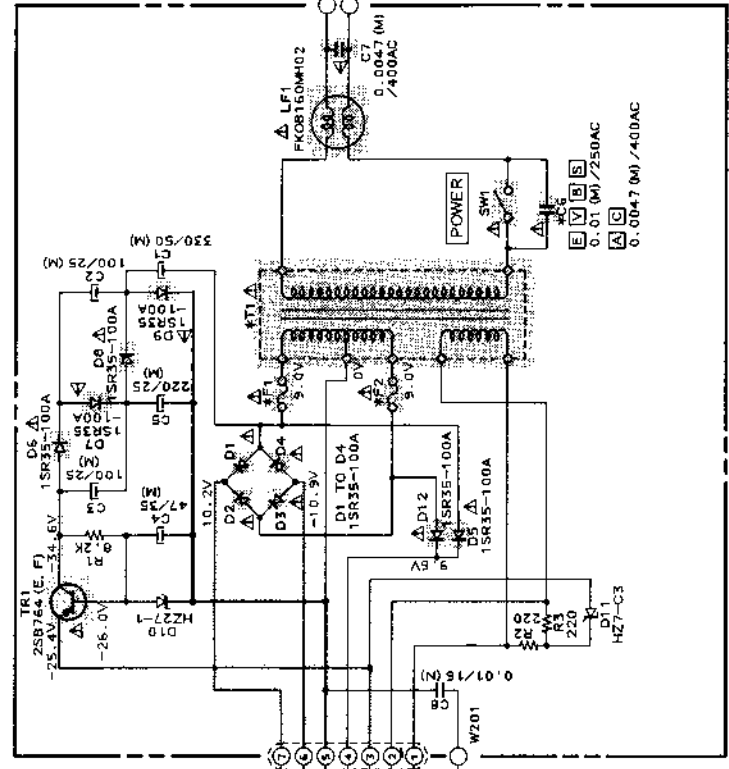 C7
0.0047 (M)
/400AC
LF1
FKOB160MH02
POWER
SW1
*C6
E V B S
0.01 (M) /250AC
A C
0.0047 (M) /400AC
330/50 (M)
C1
100/25 (M)
C2
1SR35
-100A
D9
D8
1SR35-100A
220/25
(M)
C5
1SR35
-100A
D7
D6
1SR35-100A
100/25
(M)
C3
47/35
(M)
C4
R1
8.2K
-34.6V
TR1
2SB764 (E, F)
-25.4V
-26.0V
D10
HZ27-1
*T1
*F1
9.0V
0V
*F2
9.0V
D1
D4
D2
D3
10.2V
-10.9V
D1 TO D4
1SR35-100A
D12
1SR35-100A
D5
1SR35-100A
9.6V
R3
220
R2
220
D11
HZ7-C3
C8
0.01/16 (N)
W201
7
6
5
4
3
2
1